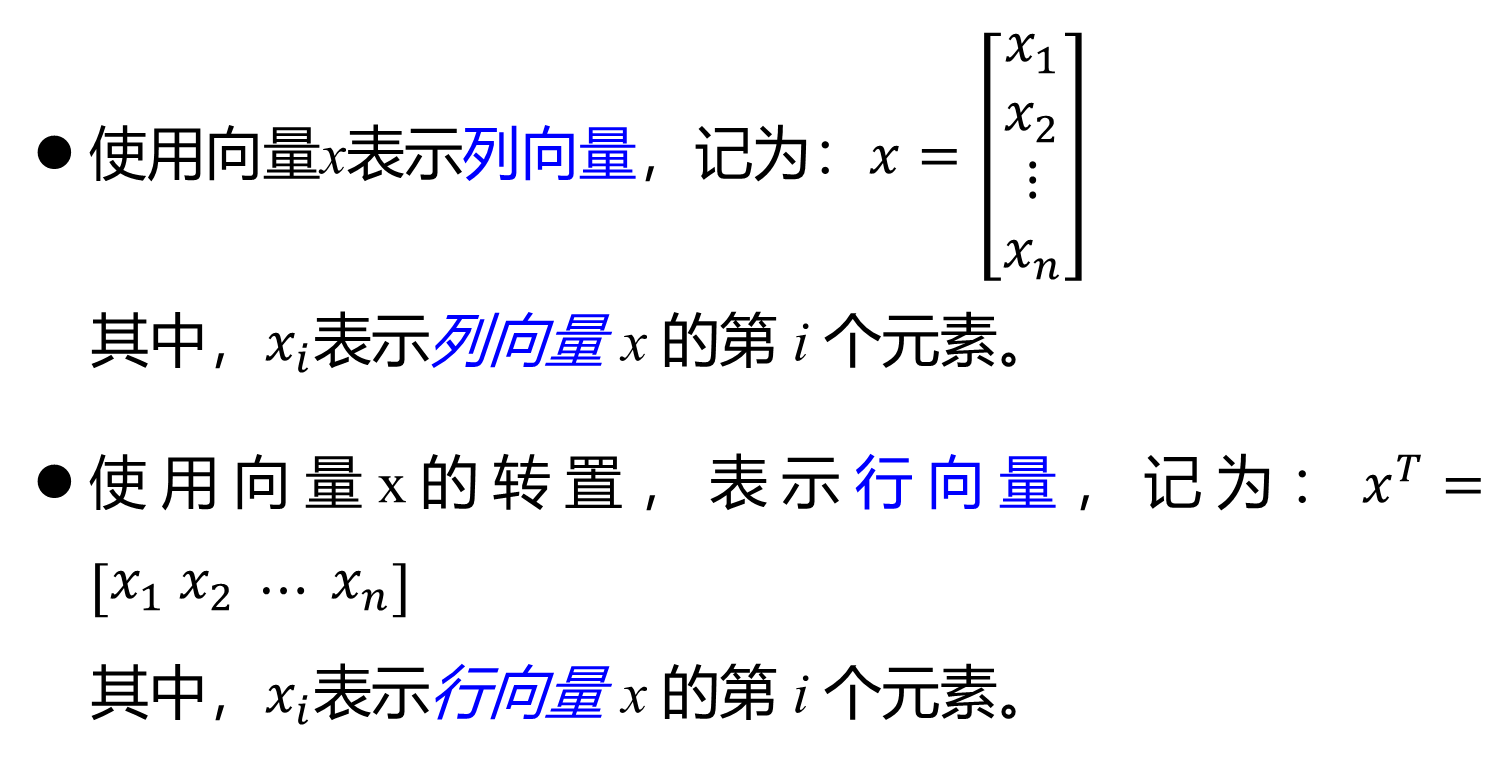 ● 使用向量x表示列向量，记为：x = [x₁ x₂ ⋮ xₙ]
其中，xᵢ表示列向量 x 的第 i 个元素。
● 使用向量x的转置，表示行向量，记为： xᵀ =
[x₁ x₂ … xₙ]
其中，xᵢ表示行向量 x 的第 i 个元素。